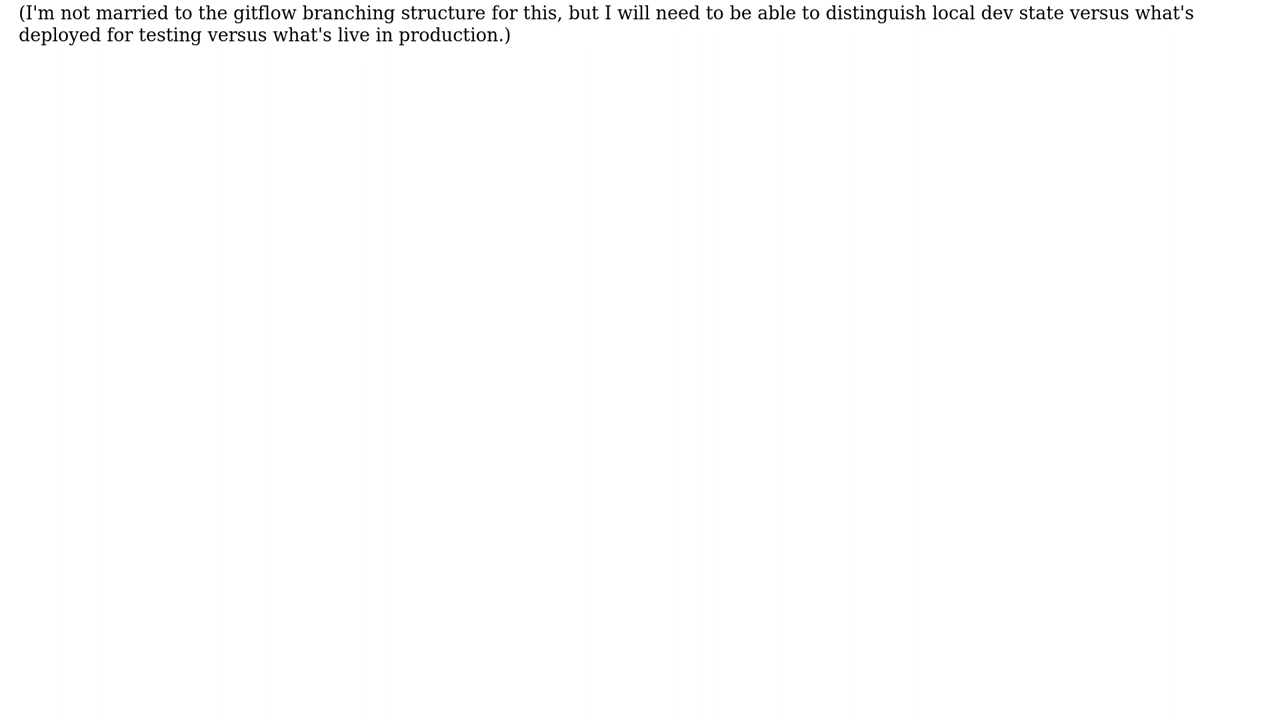 (I'm not married to the gitflow branching structure for this, but I will need to be able to distinguish local dev state versus what's
deployed for testing versus what's live in production.)